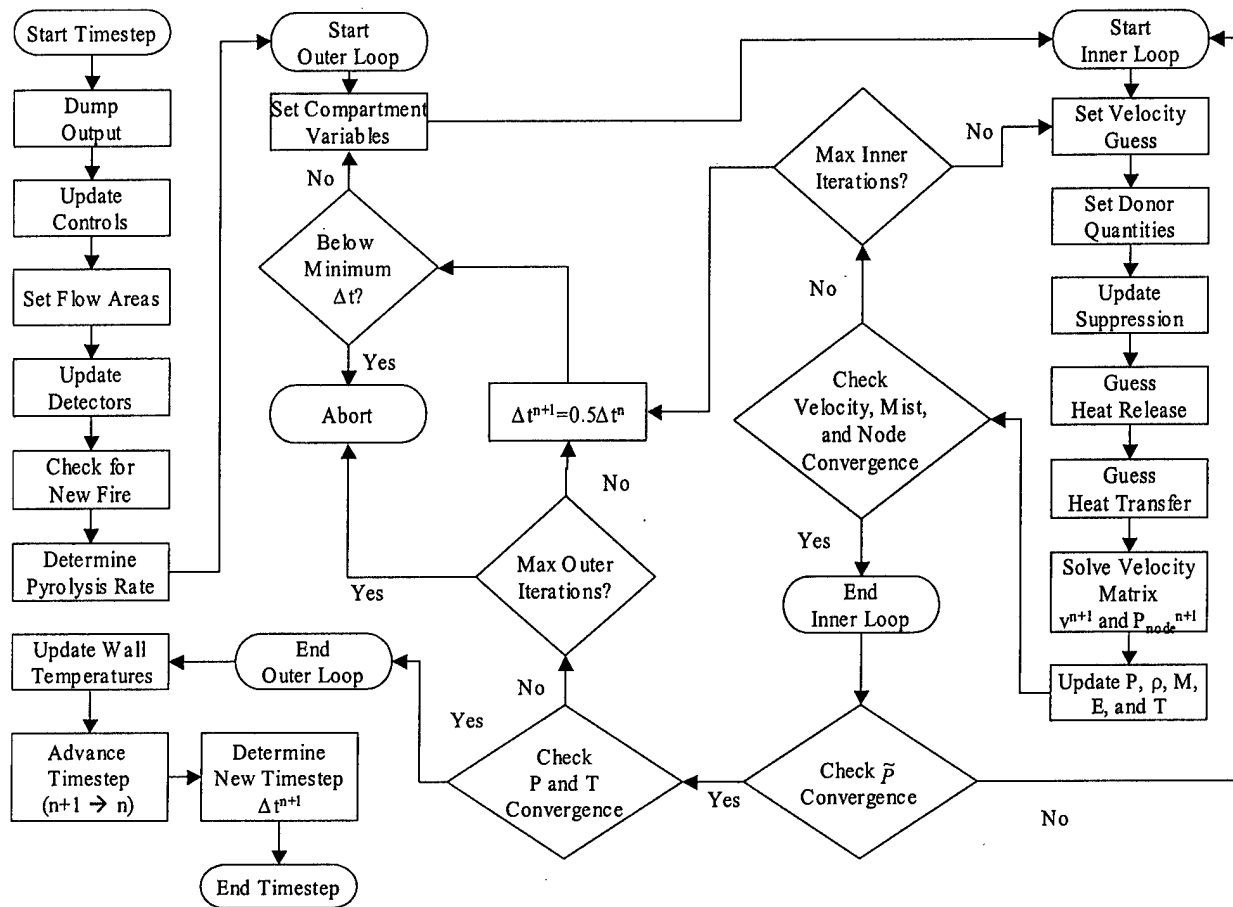 Start Timestep
Dump
Output
Update
Controls
Set Flow Areas
Update
Detectors
Check for
New Fire
Determine
Pyrolysis Rate
Start
Outer Loop
Set Compartment
Variables
No
Below
Minimum
Δt?
Yes
Abort
Δtⁿ⁺¹=0.5Δtⁿ
No
Max Outer
Iterations?
Yes
No
Check
P and T
Convergence
Yes
End
Outer Loop
Update Wall
Temperatures
Advance
Timestep
(n+1 → n)
Determine
New Timestep
Δtⁿ⁺¹
End Timestep
Start
Inner Loop
Set Velocity
Guess
Set Donor
Quantities
Update
Suppression
Guess
Heat Release
Guess
Heat Transfer
Solve Velocity
Matrix
vⁿ⁺¹ and P_nodeⁿ⁺¹
Update P, ρ, M,
E, and T
No
Max Inner
Iterations?
No
Check
Velocity, Mist,
and Node
Convergence
Yes
End
Inner Loop
Check P̃
Convergence
Yes
No